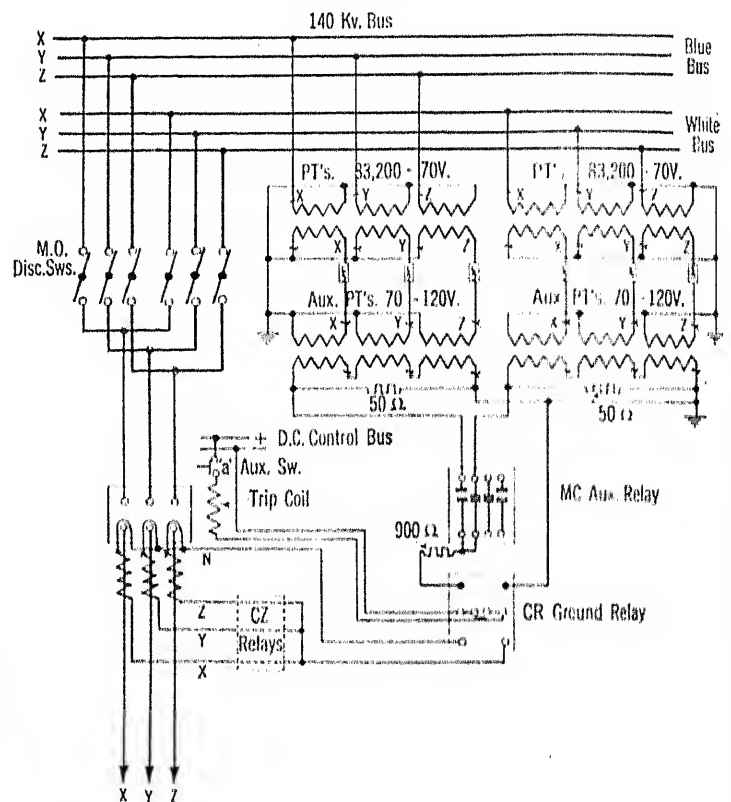 140 Kv. Bus
X
Y
Z
Blue
Bus
X
Y
Z
White
Bus
PT's. 83,200 - 70V.
PT'. 83,200 - 70V.
X Y Z
X Y Z
M.O.
Disc.Sws.
X Y Z
X Y Z
Aux. PT's. 70 - 120V.
Aux PT's. 70 - 120V.
X Y Z
X Y Z
50 Ω
50 Ω
+ D.C. Control Bus
"a" Aux. Sw.
Trip Coil
MC Aux. Relay
900 Ω
N
CR Ground Relay
Z
Y
X
CZ
Relays
X Y Z